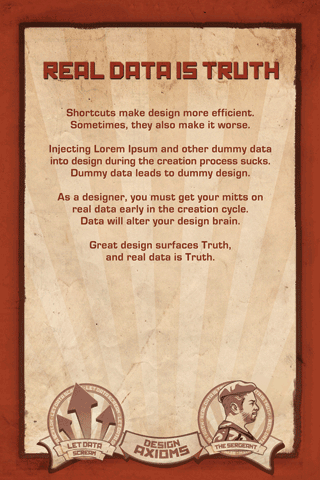 REAL DATA IS TRUTH
Shortcuts make design more efficient.
Sometimes, they also make it worse.
Injecting Lorem Ipsum and other dummy data
into design during the creation process sucks.
Dummy data leads to dummy design.
As a designer, you must get your mitts on
real data early in the creation cycle.
Data will alter your design brain.
Great design surfaces Truth,
and real data is Truth.
LET DATA
SCREAM
DESIGN
AXIOMS
THE SERGEANT